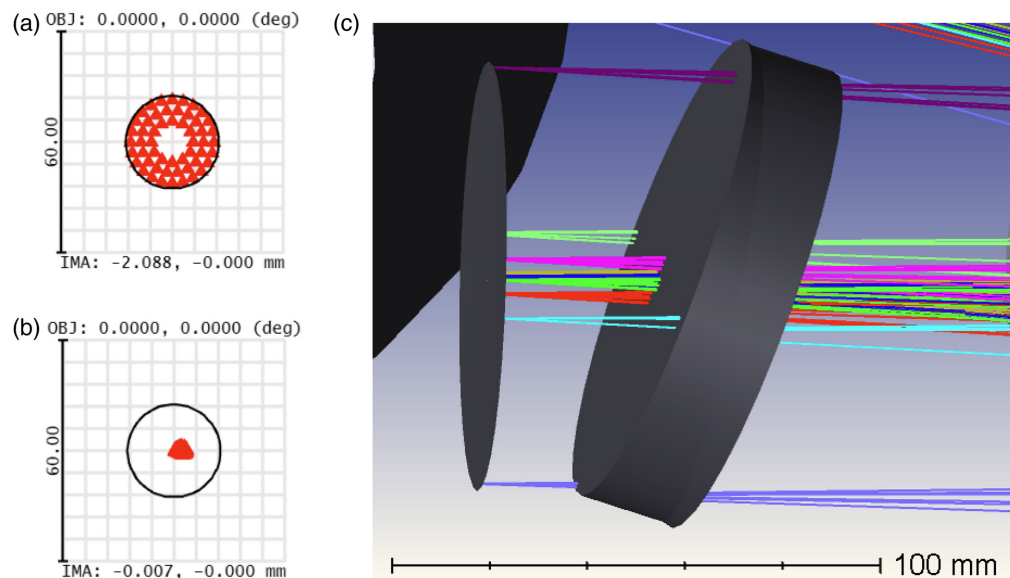 (a)
OBJ: 0.0000, 0.0000 (deg)
60.00
IMA: -2.088, -0.000 mm
(b)
OBJ: 0.0000, 0.0000 (deg)
60.00
IMA: -0.007, -0.000 mm
(c)
100 mm